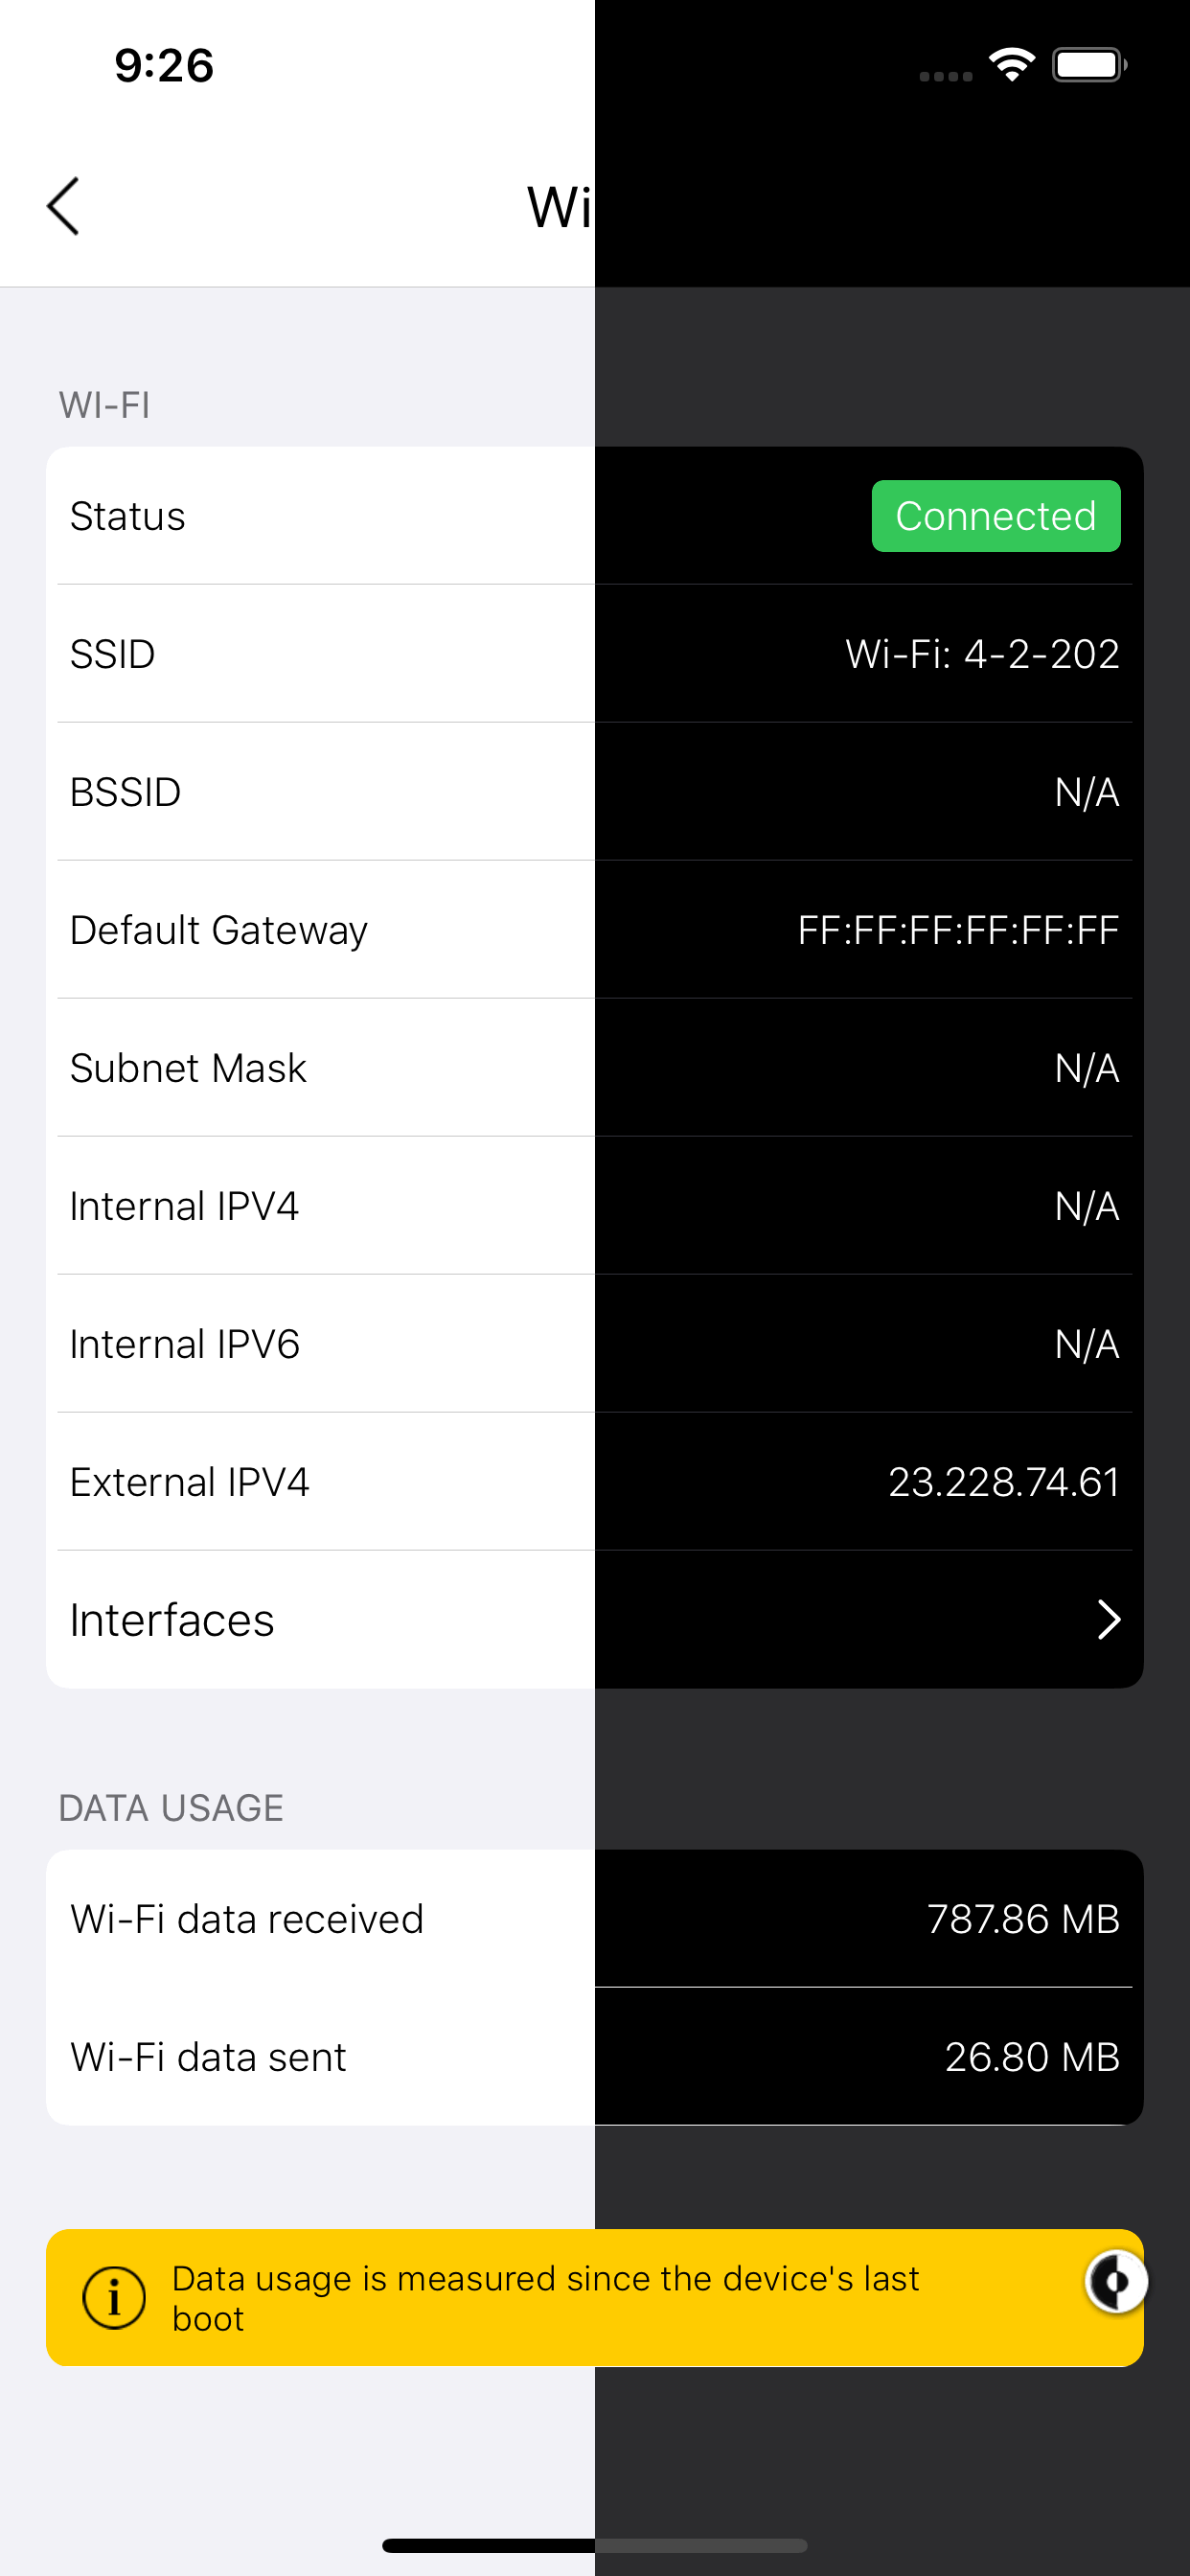 9:26
Wi
WI-FI
Status Connected
SSID Wi-Fi: 4-2-202
BSSID N/A
Default Gateway FF:FF:FF:FF:FF:FF
Subnet Mask N/A
Internal IPV4 N/A
Internal IPV6 N/A
External IPV4 23.228.74.61
Interfaces
DATA USAGE
Wi-Fi data received 787.86 MB
Wi-Fi data sent 26.80 MB
Data usage is measured since the device's last
boot